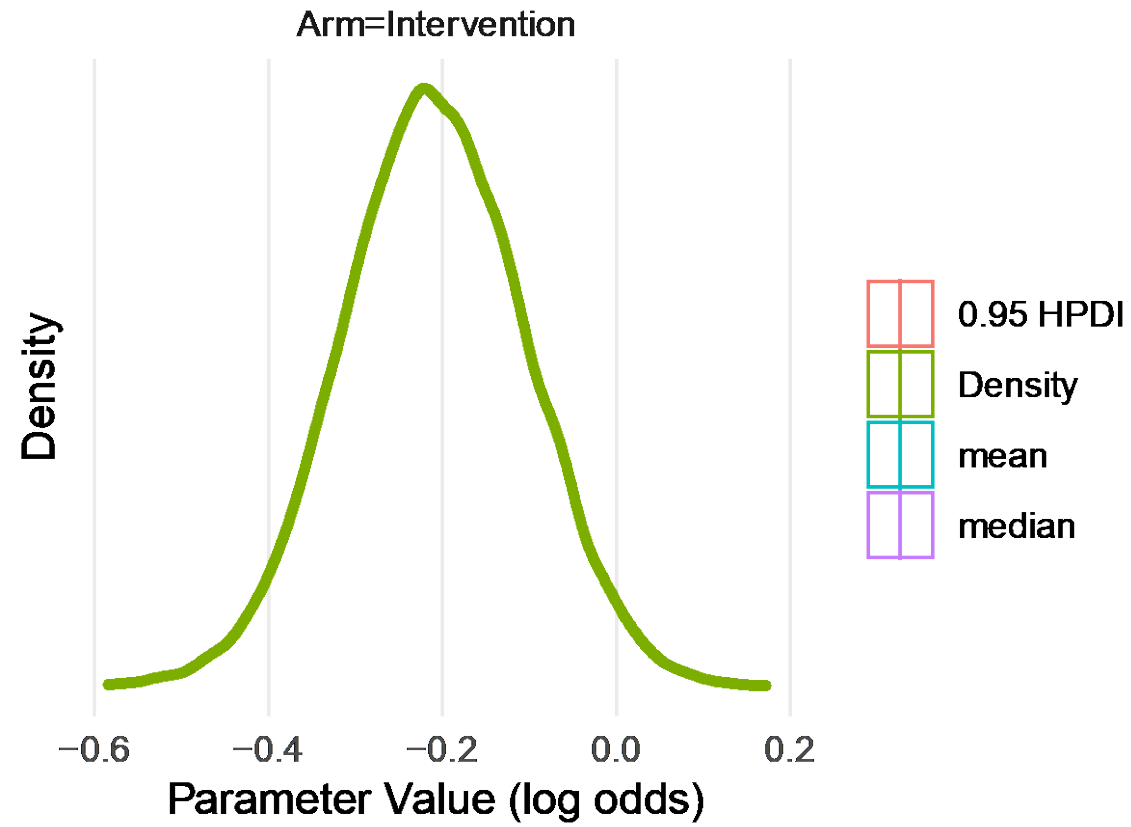 Arm=Intervention
Density
0.95 HPDI
Density
mean
median
−0.6 −0.4 −0.2 0.0 0.2
Parameter Value (log odds)